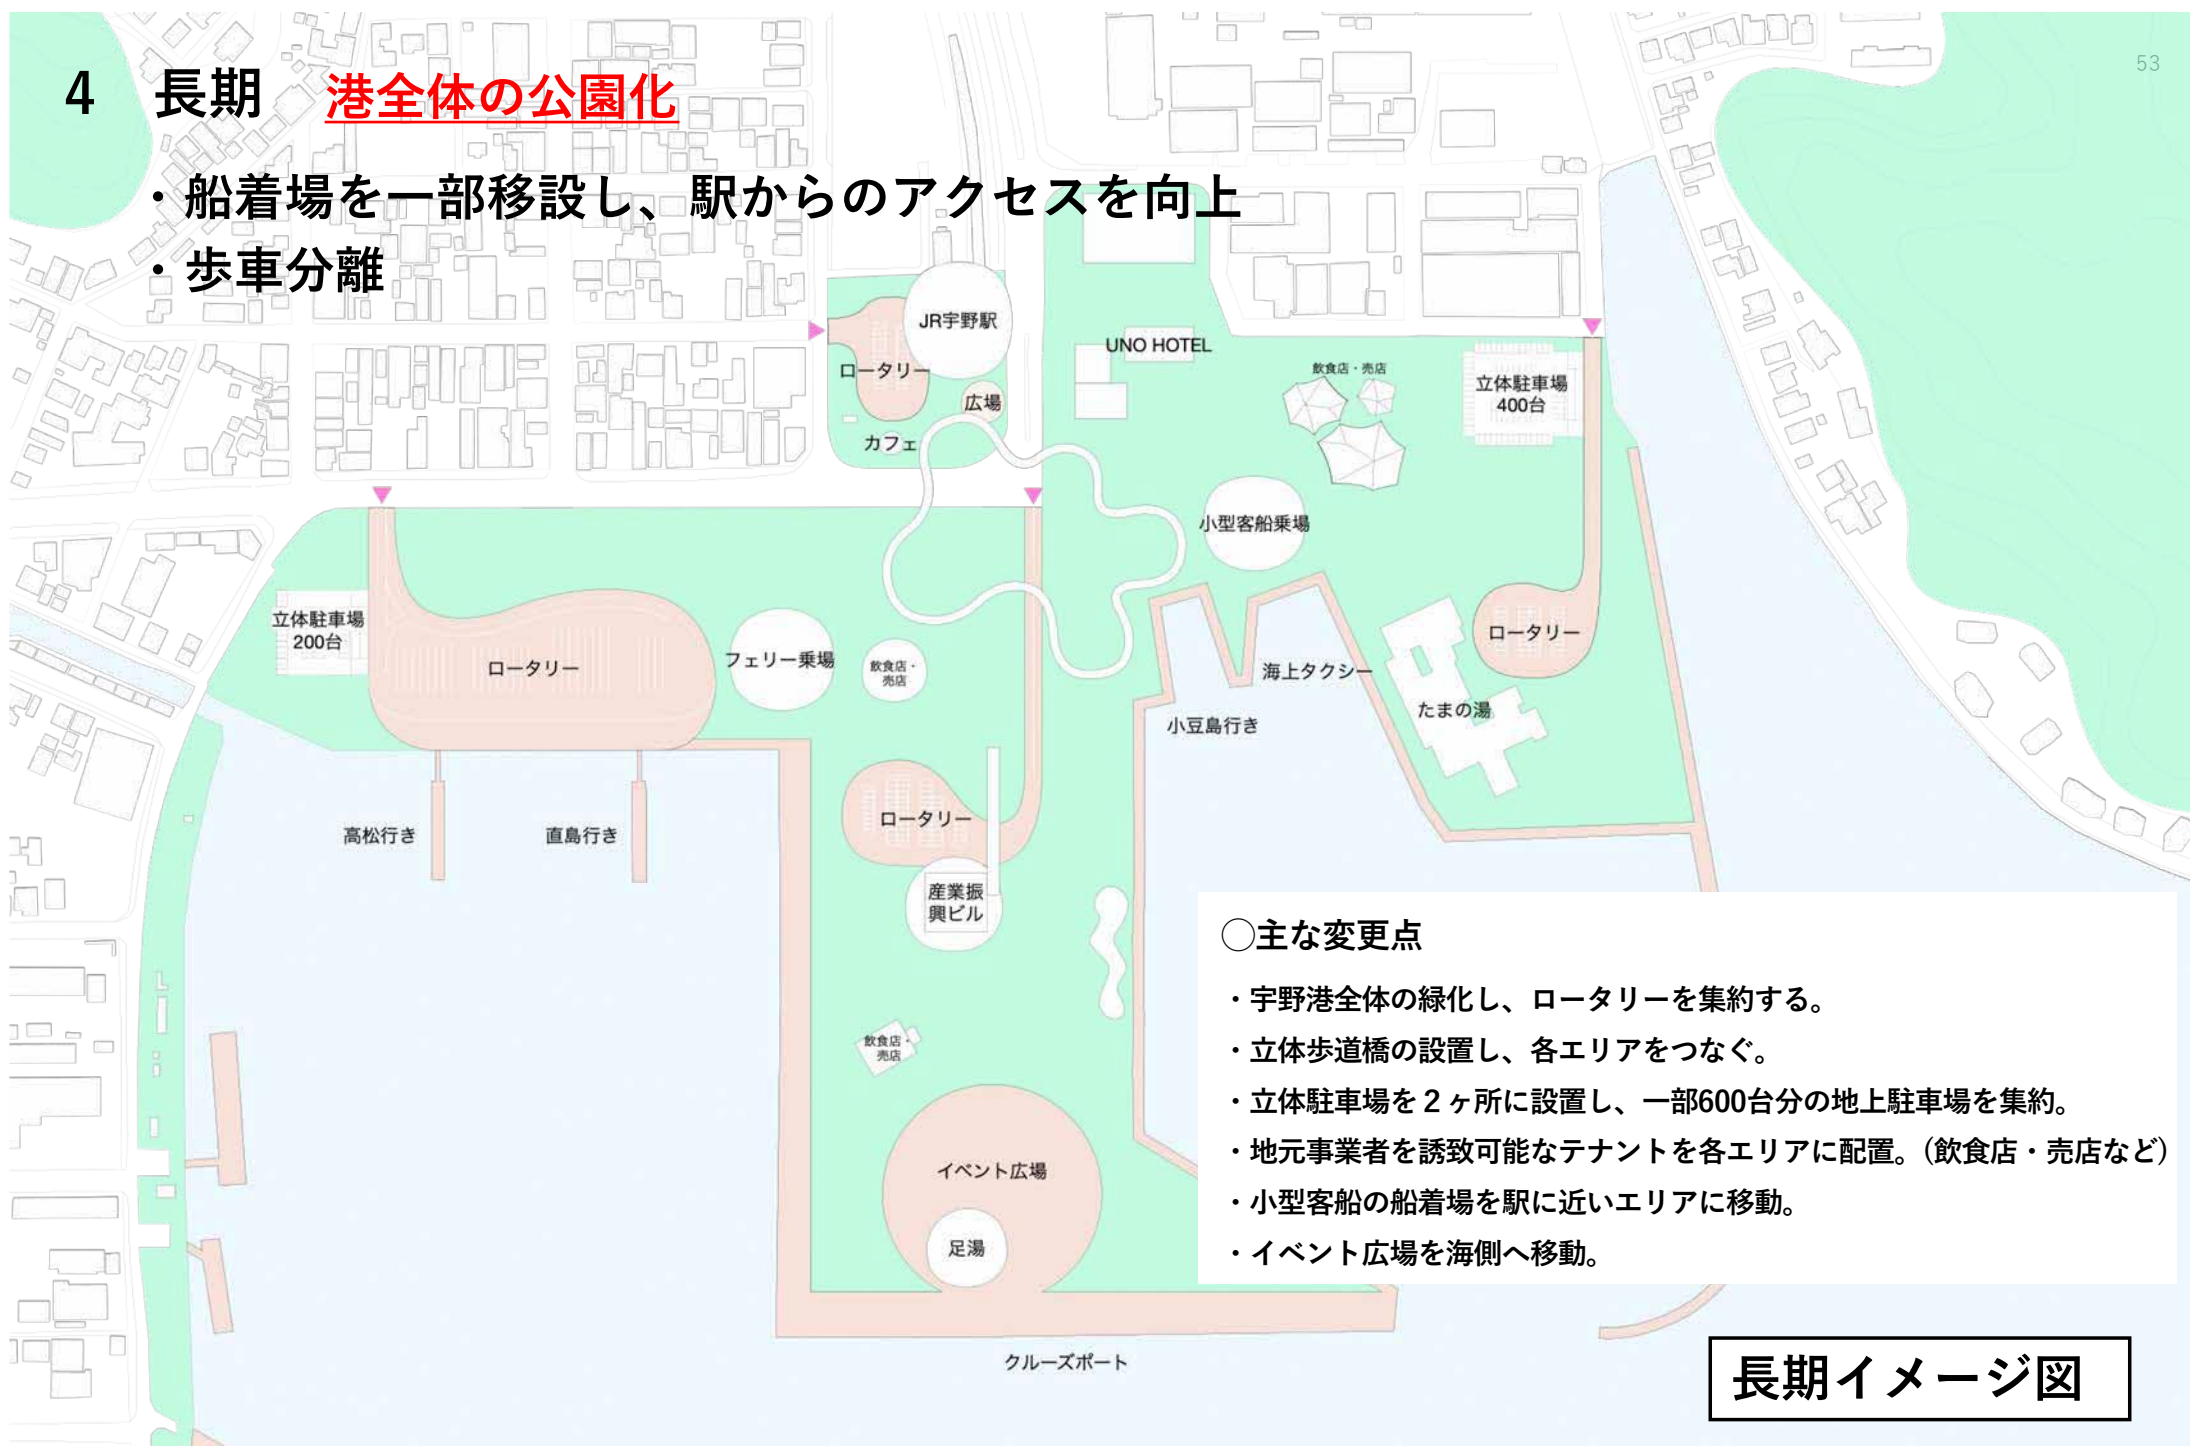 53
4 長期 港全体の公園化
・船着場を一部移設し、駅からのアクセスを向上
・歩車分離
JR宇野駅
ロータリー
広場
カフェ
UNO HOTEL
飲食店・売店
立体駐車場
400台
小型客船乗場
立体駐車場
200台
ロータリー
フェリー乗場
飲食店・
売店
海上タクシー
ロータリー
小豆島行き
たまの湯
高松行き
直島行き
ロータリー
産業振
興ビル
飲食店・
売店
イベント広場
足湯
クルーズポート
○主な変更点
・宇野港全体の緑化し、ロータリーを集約する。
・立体歩道橋の設置し、各エリアをつなぐ。
・立体駐車場を２ヶ所に設置し、一部600台分の地上駐車場を集約。
・地元事業者を誘致可能なテナントを各エリアに配置。(飲食店・売店など)
・小型客船の船着場を駅に近いエリアに移動。
・イベント広場を海側へ移動。
長期イメージ図